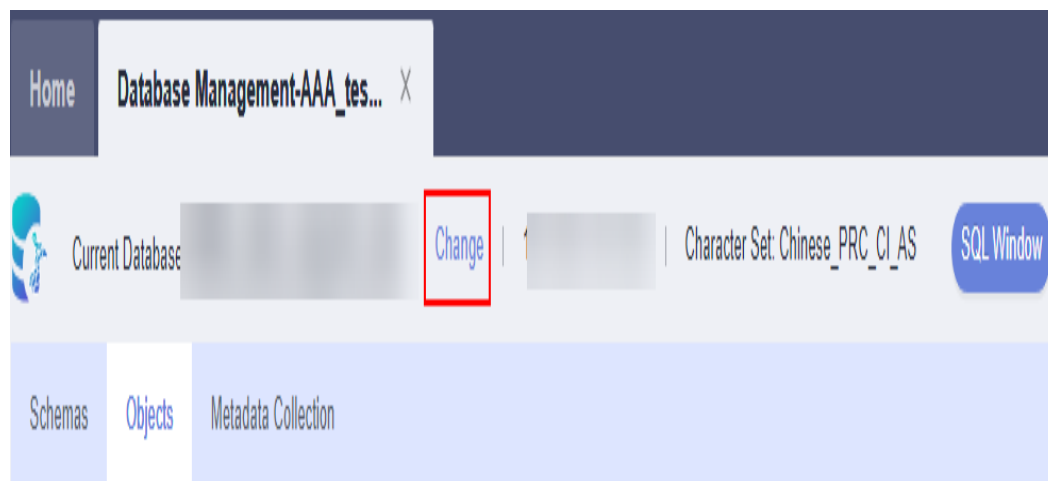 Home Database Management-AAA_tes... X
Current Database Change | | Character Set: Chinese_PRC_CI_AS SQL Window
Schemas Objects Metadata Collection